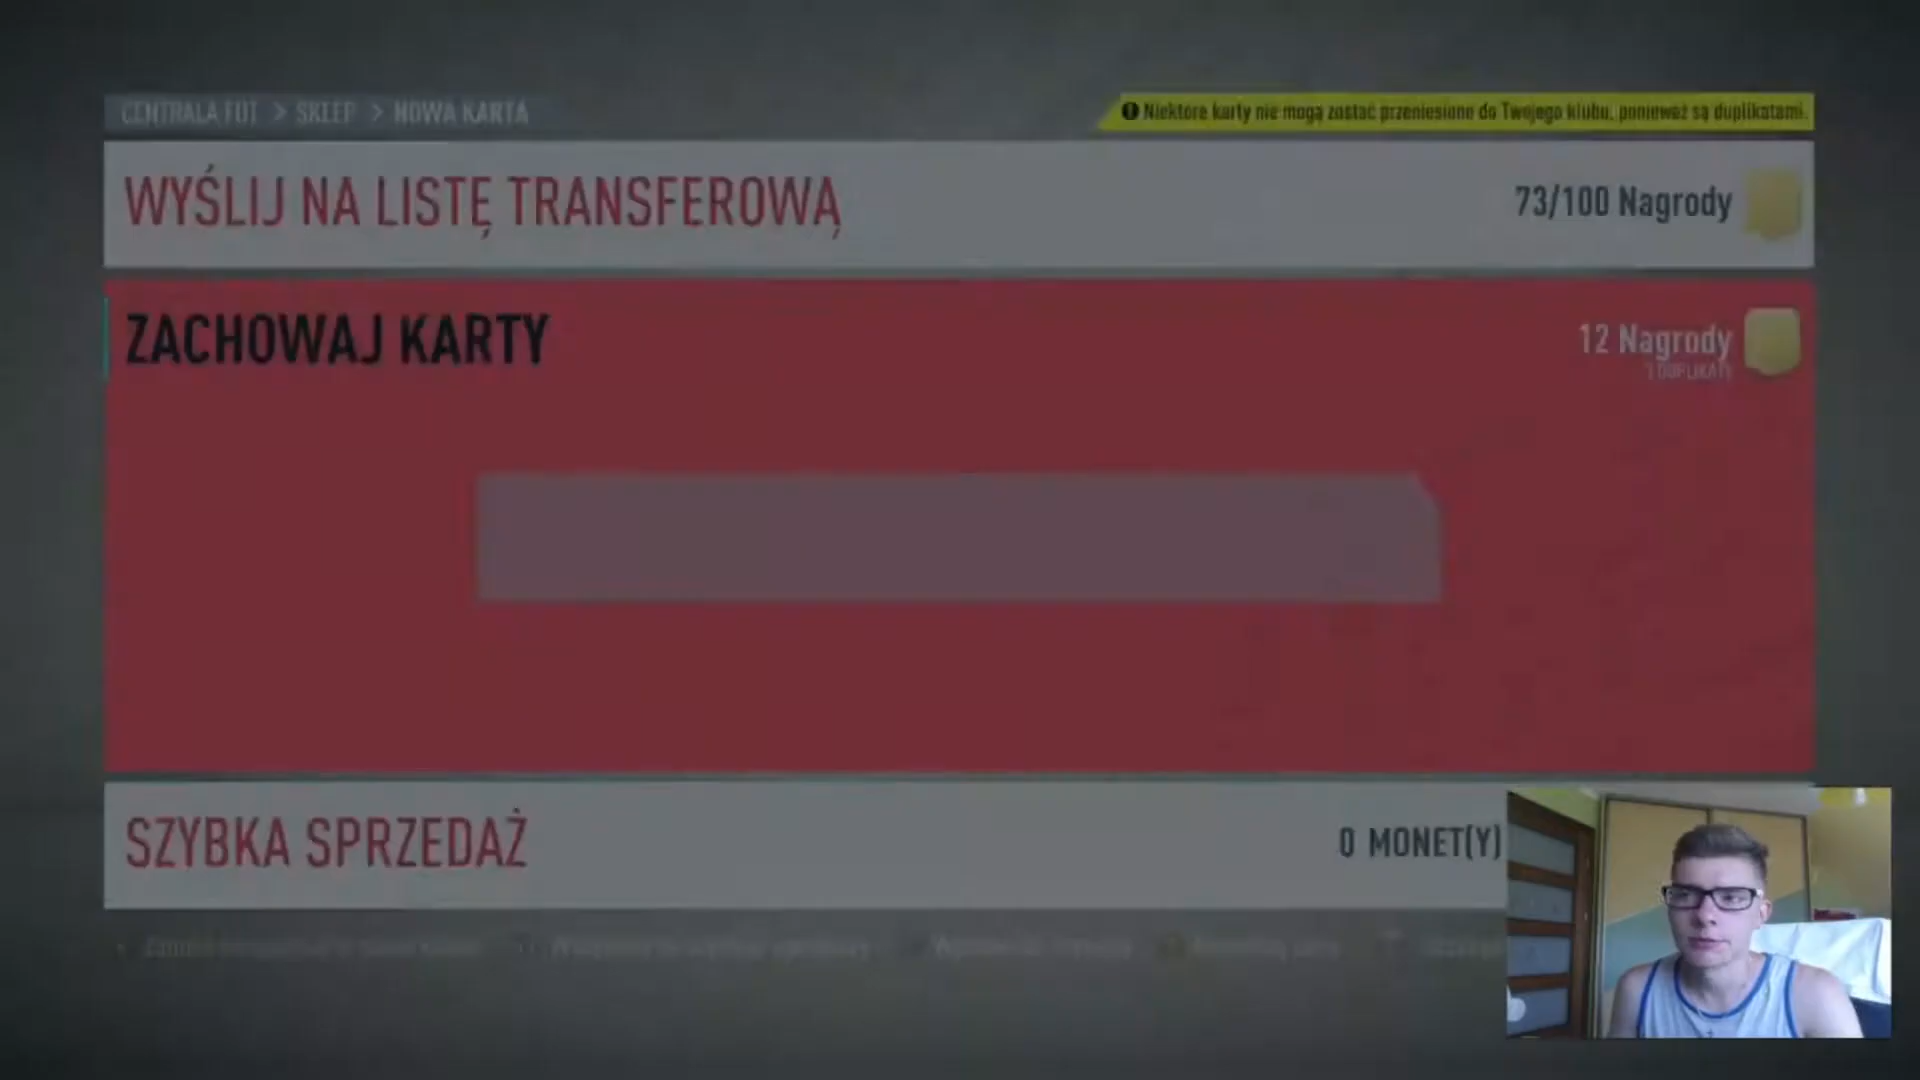 CENTRALA FUT > SKLEP > NOWA KARTA
Niektóre karty nie mogą zostać przeniesione do Twojego klubu, ponieważ są duplikatami.
WYŚLIJ NA LISTĘ TRANSFEROWĄ
73/100 Nagrody
ZACHOWAJ KARTY
12 Nagrody
DUPLIKATY
SZYBKA SPRZEDAŻ
0 MONET(Y)